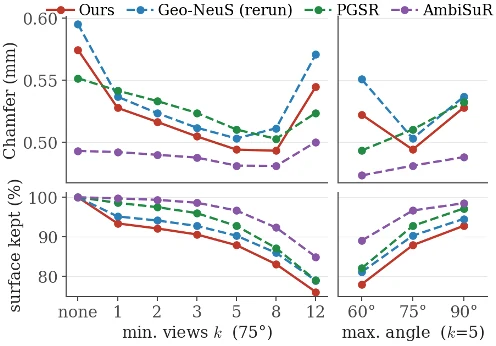 Ours Geo-NeuS (rerun) PGSR AmbiSuR
0.60
0.55
0.50
Chamfer (mm)
100
90
80
surface kept (%)
none 1 2 3 5 8 12
60° 75° 90°
min. views k (75°)
max. angle (k=5)